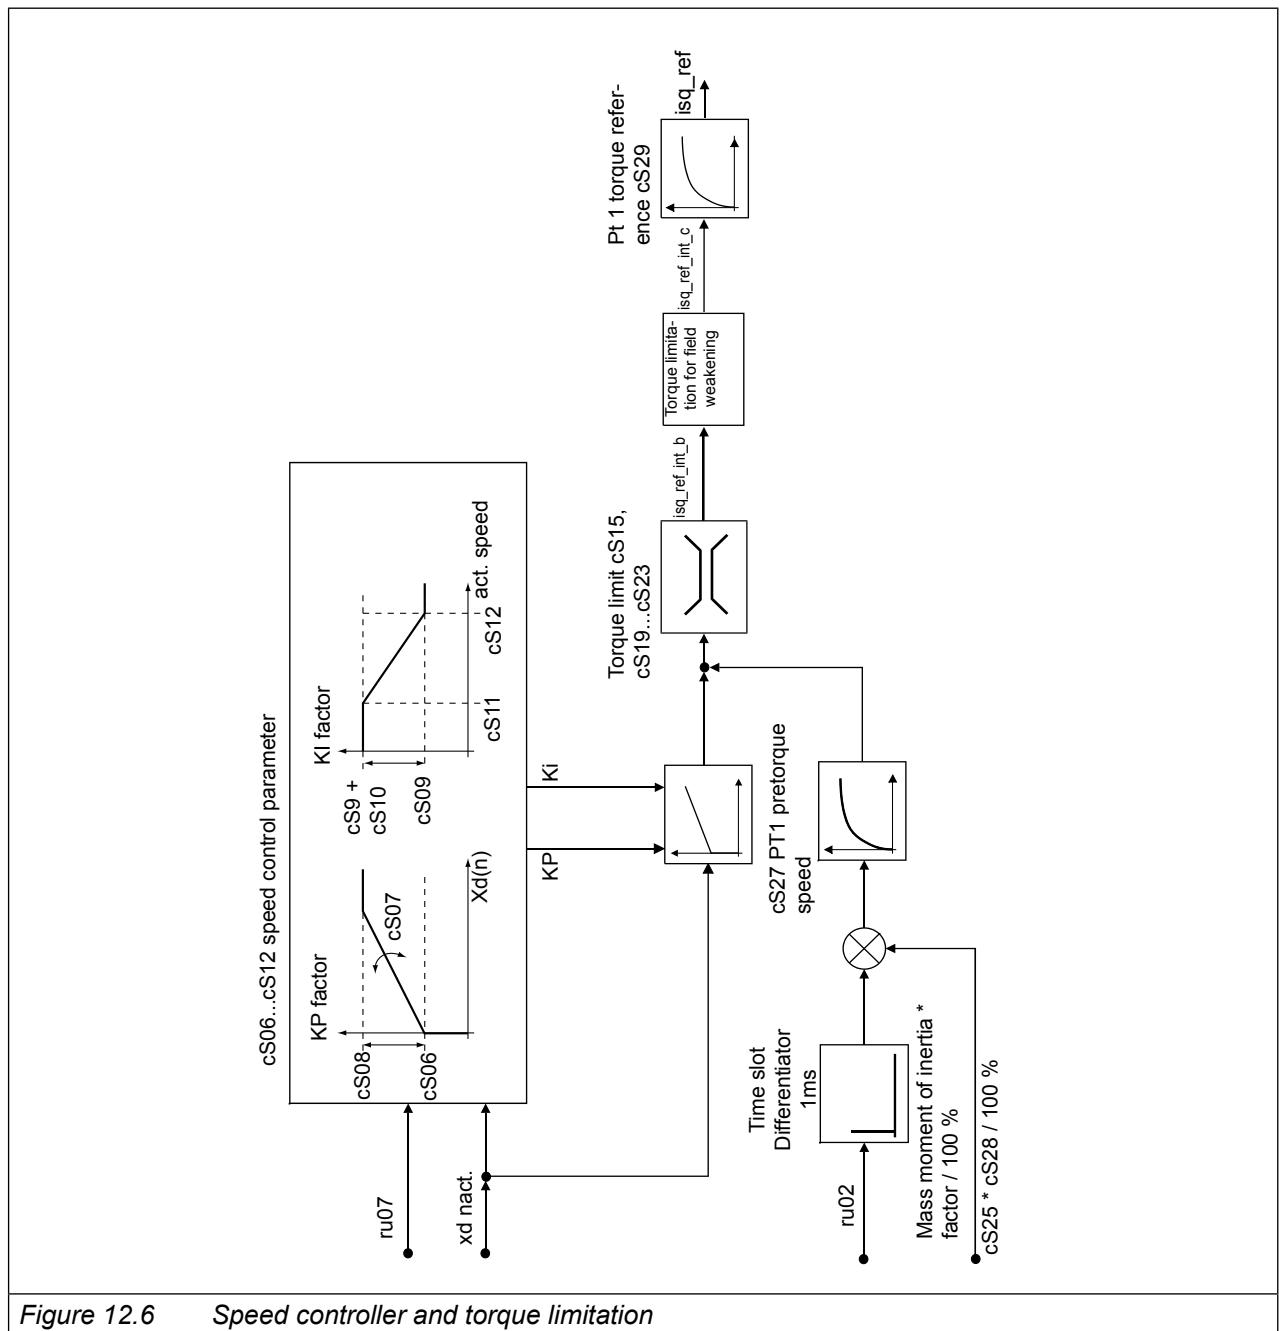 cS06...cS12 speed control parameter
KP factor
cS08
cS06
cS07
Xd(n)
KI factor
cS9 +
cS10
cS09
cS11
cS12
act. speed
ru07
xd nact.
KP
Ki
Torque limit cS15,
cS19...cS23
isq_ref_int_b
Torque limita-
tion for field
weakening
isq_ref_int_c
Pt 1 torque refer-
ence cS29
isq_ref
ru02
Time slot
Differentiator
1ms
Mass moment of inertia *
factor / 100 %
cS25 * cS28 / 100 %
cS27 PT1 pretorque
speed
Figure 12.6 Speed controller and torque limitation